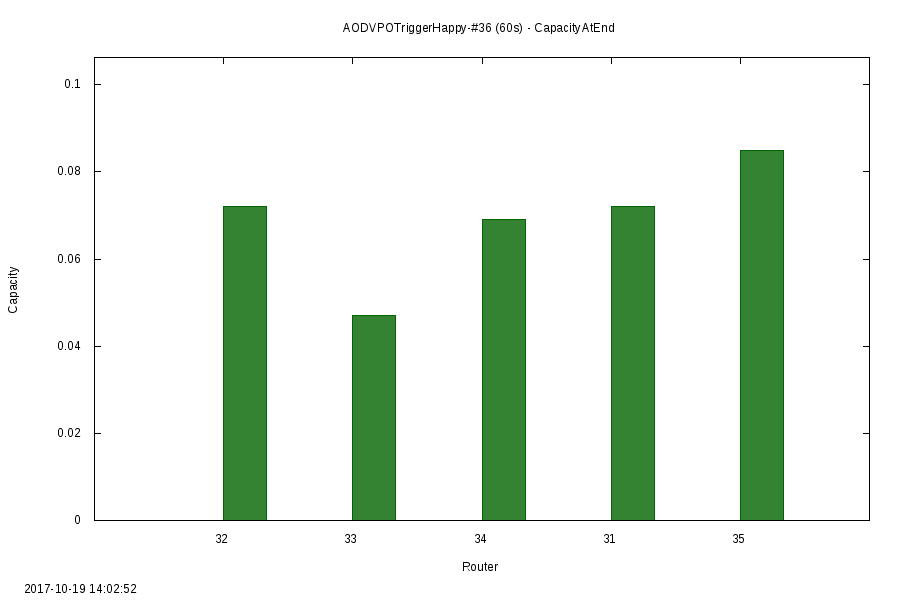 AODVPOTriggerHappy-#36 (60s) - CapacityAtEnd
0.1
0.08
0.06
0.04
0.02
0
Capacity
32 33 34 31 35
Router
2017-10-19 14:02:52